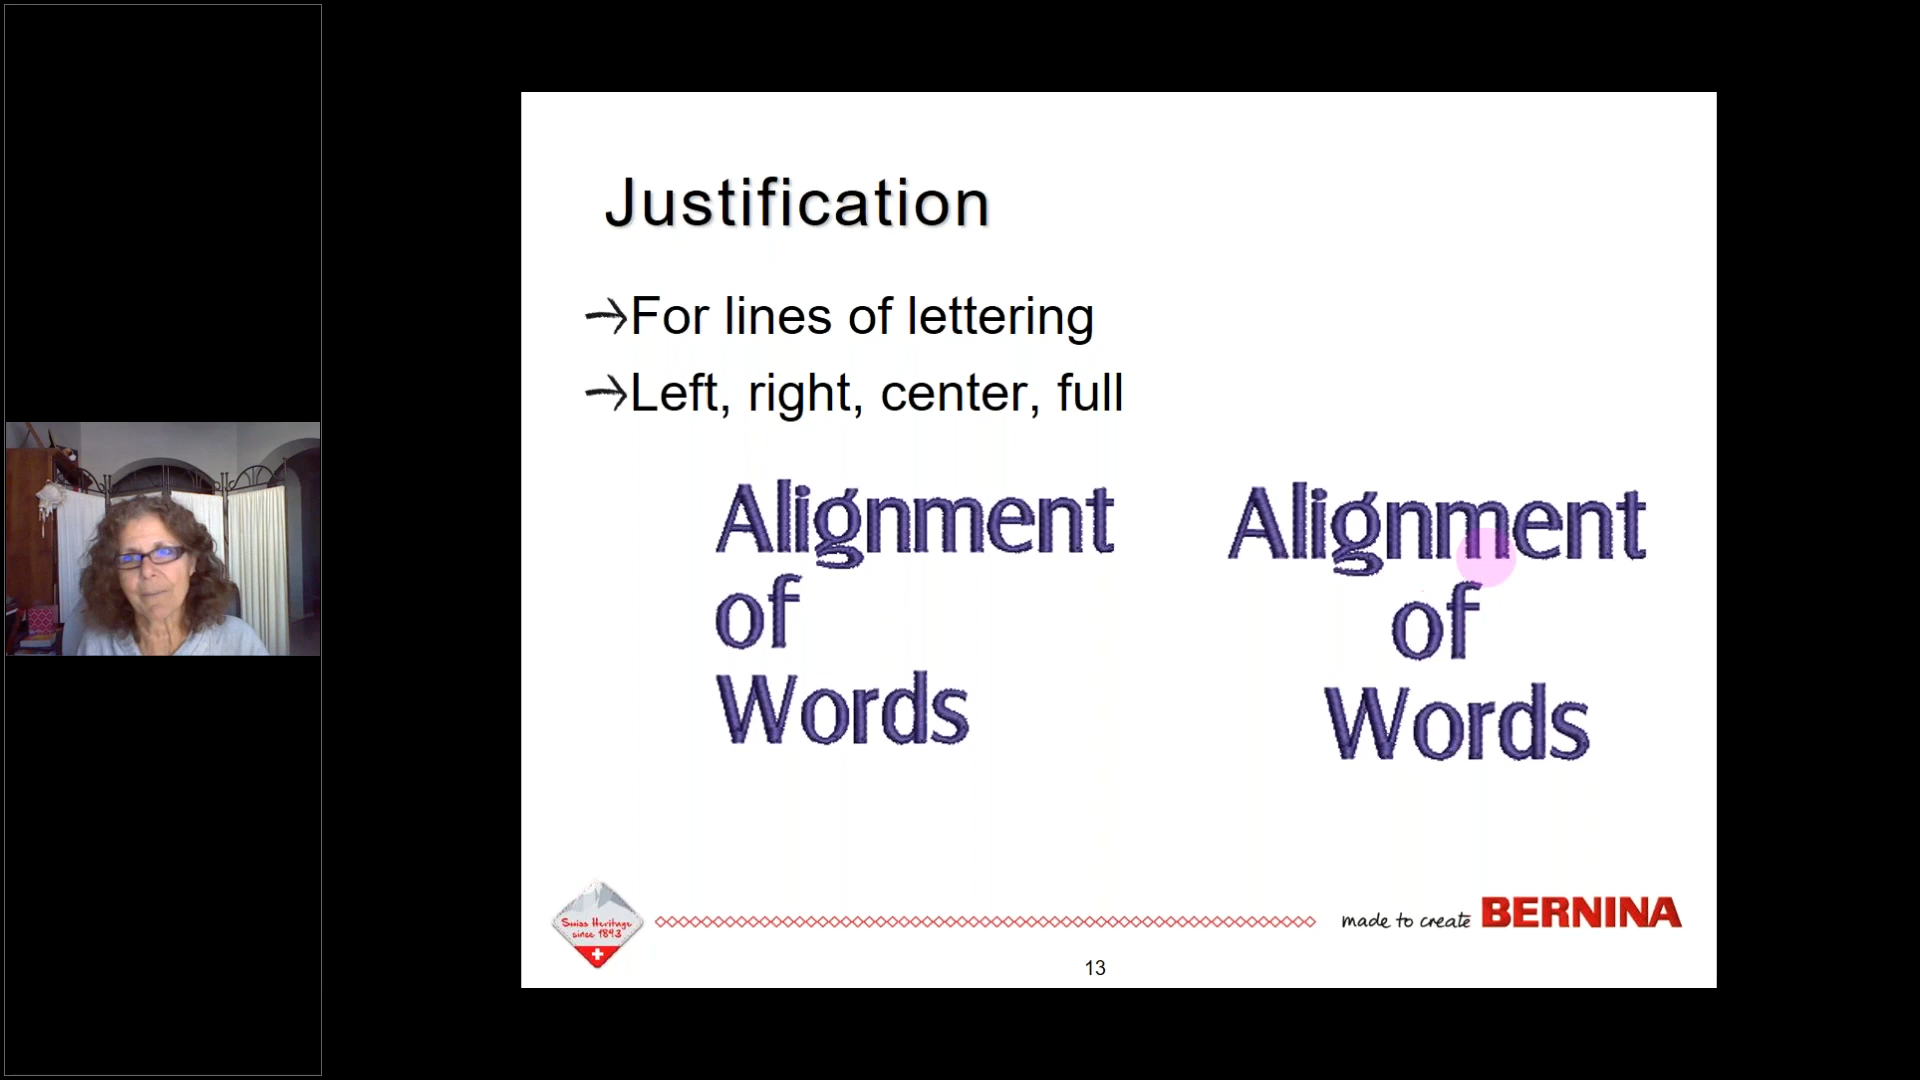 Justification
→For lines of lettering
→Left, right, center, full
Alignment
of
Words
Alignment
of
Words
Swiss Heritage
since 1893
made to create BERNINA
13